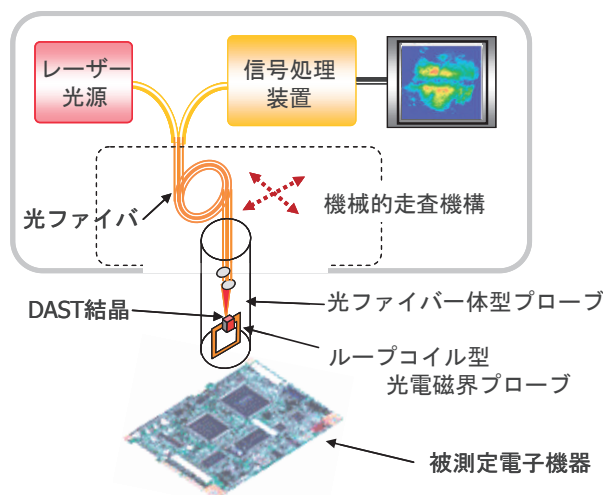 レーザー
光源
信号処理
装置
機械的走査機構
光ファイバ
光ファイバー体型プローブ
DAST結晶
ループコイル型
光電磁界プローブ
被測定電子機器